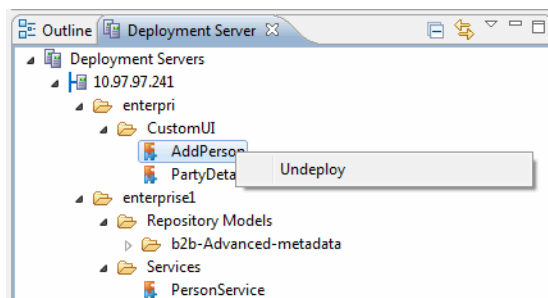 Outline Deployment Server
Deployment Servers
10.97.97.241
enterpri
CustomUI
AddPerson
Undeploy
PartyDeta
enterprise1
Repository Models
b2b-Advanced-metadata
Services
PersonService